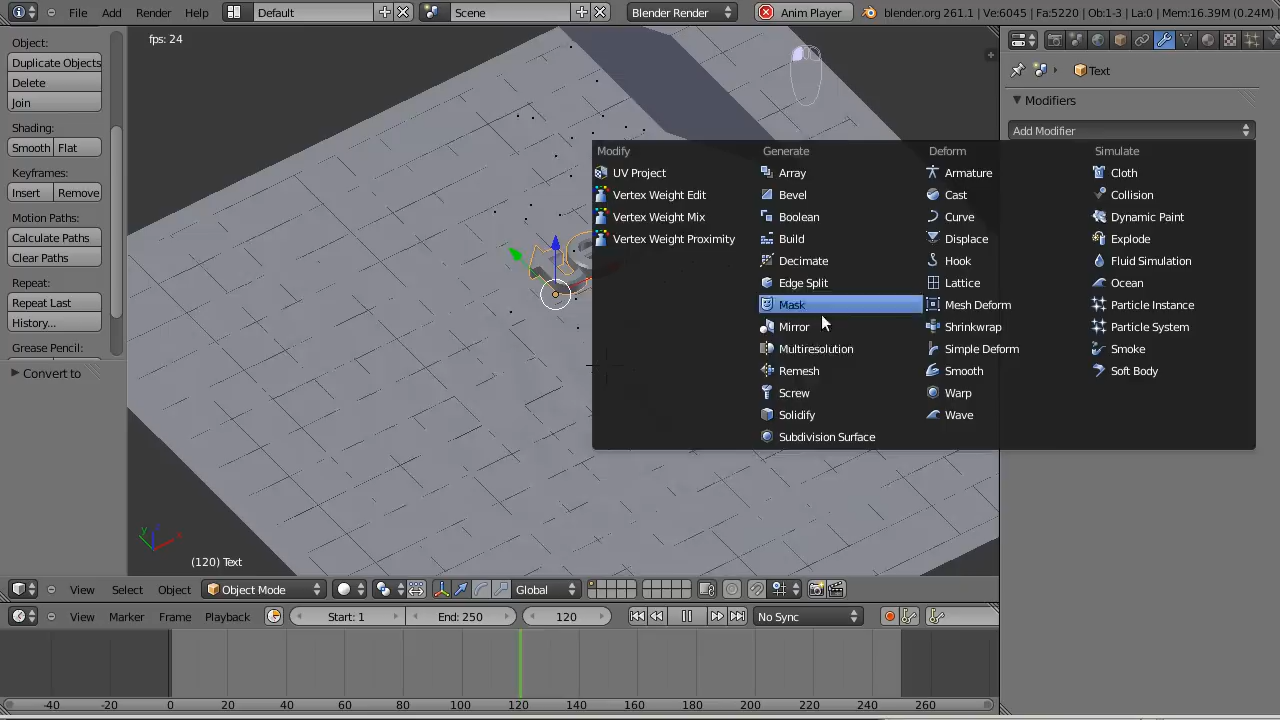 File Add Render Help Default Scene Blender Render Anim Player blender.org 261.1 | Ve:6045 | Fa:5220 | Ob:1-3 | La:0 | Mem:16.39M (0.24M)
Object:
Duplicate Objects
Delete
Join
Shading:
Smooth Flat
Keyframes:
Insert Remove
Motion Paths:
Calculate Paths
Clear Paths
Repeat:
Repeat Last
History...
Grease Pencil:
Convert to
fps: 24
(120) Text
Text
Modifiers
Add Modifier
Modify
UV Project
Vertex Weight Edit
Vertex Weight Mix
Vertex Weight Proximity
Generate
Array
Bevel
Boolean
Build
Decimate
Edge Split
Mask
Mirror
Multiresolution
Remesh
Screw
Solidify
Subdivision Surface
Deform
Armature
Cast
Curve
Displace
Hook
Lattice
Mesh Deform
Shrinkwrap
Simple Deform
Smooth
Warp
Wave
Simulate
Cloth
Collision
Dynamic Paint
Explode
Fluid Simulation
Ocean
Particle Instance
Particle System
Smoke
Soft Body
y z x
View Select Object Object Mode Global
View Marker Frame Playback Start: 1 End: 250 120 No Sync
-40 -20 0 20 40 60 80 100 120 140 160 180 200 220 240 260